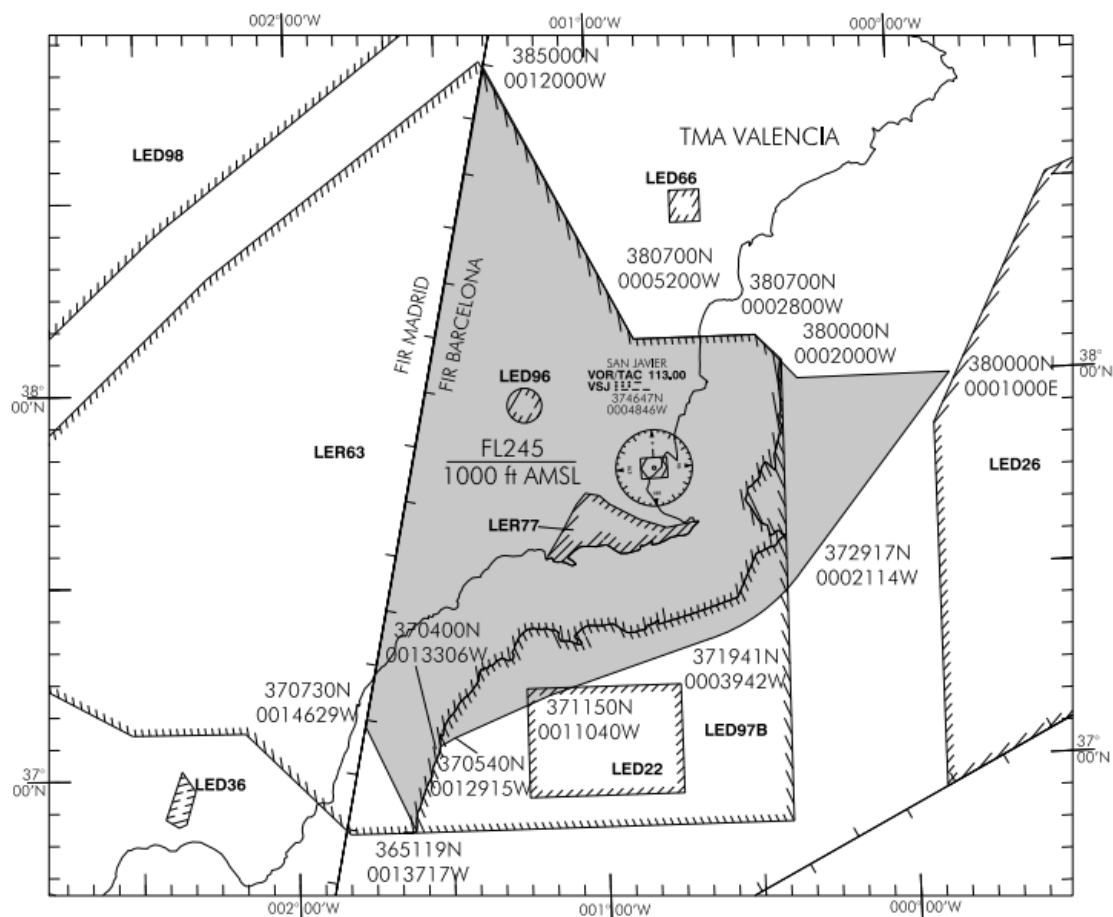 002°00'W
001°00'W
000°00'W
385000N
0012000W
TMA VALENCIA
LED98
LED66
380700N
0005200W
380700N
0002800W
380000N
0002000W
380000N
0001000E
FIR MADRID
FIR BARCELONA
SAN JAVIER
VOR/TAC 113.00
VSJ
374647N
0004846W
LED96
38°
00'N
38°
00'N
LER63
FL245
1000 ft AMSL
LED26
LER77
372917N
0002114W
370400N
0013306W
371941N
0003942W
370730N
0014629W
371150N
0011040W
LED97B
370540N
0012915W
LED22
37°
00'N
37°
00'N
LED36
365119N
0013717W
002°00'W
001°00'W
000°00'W